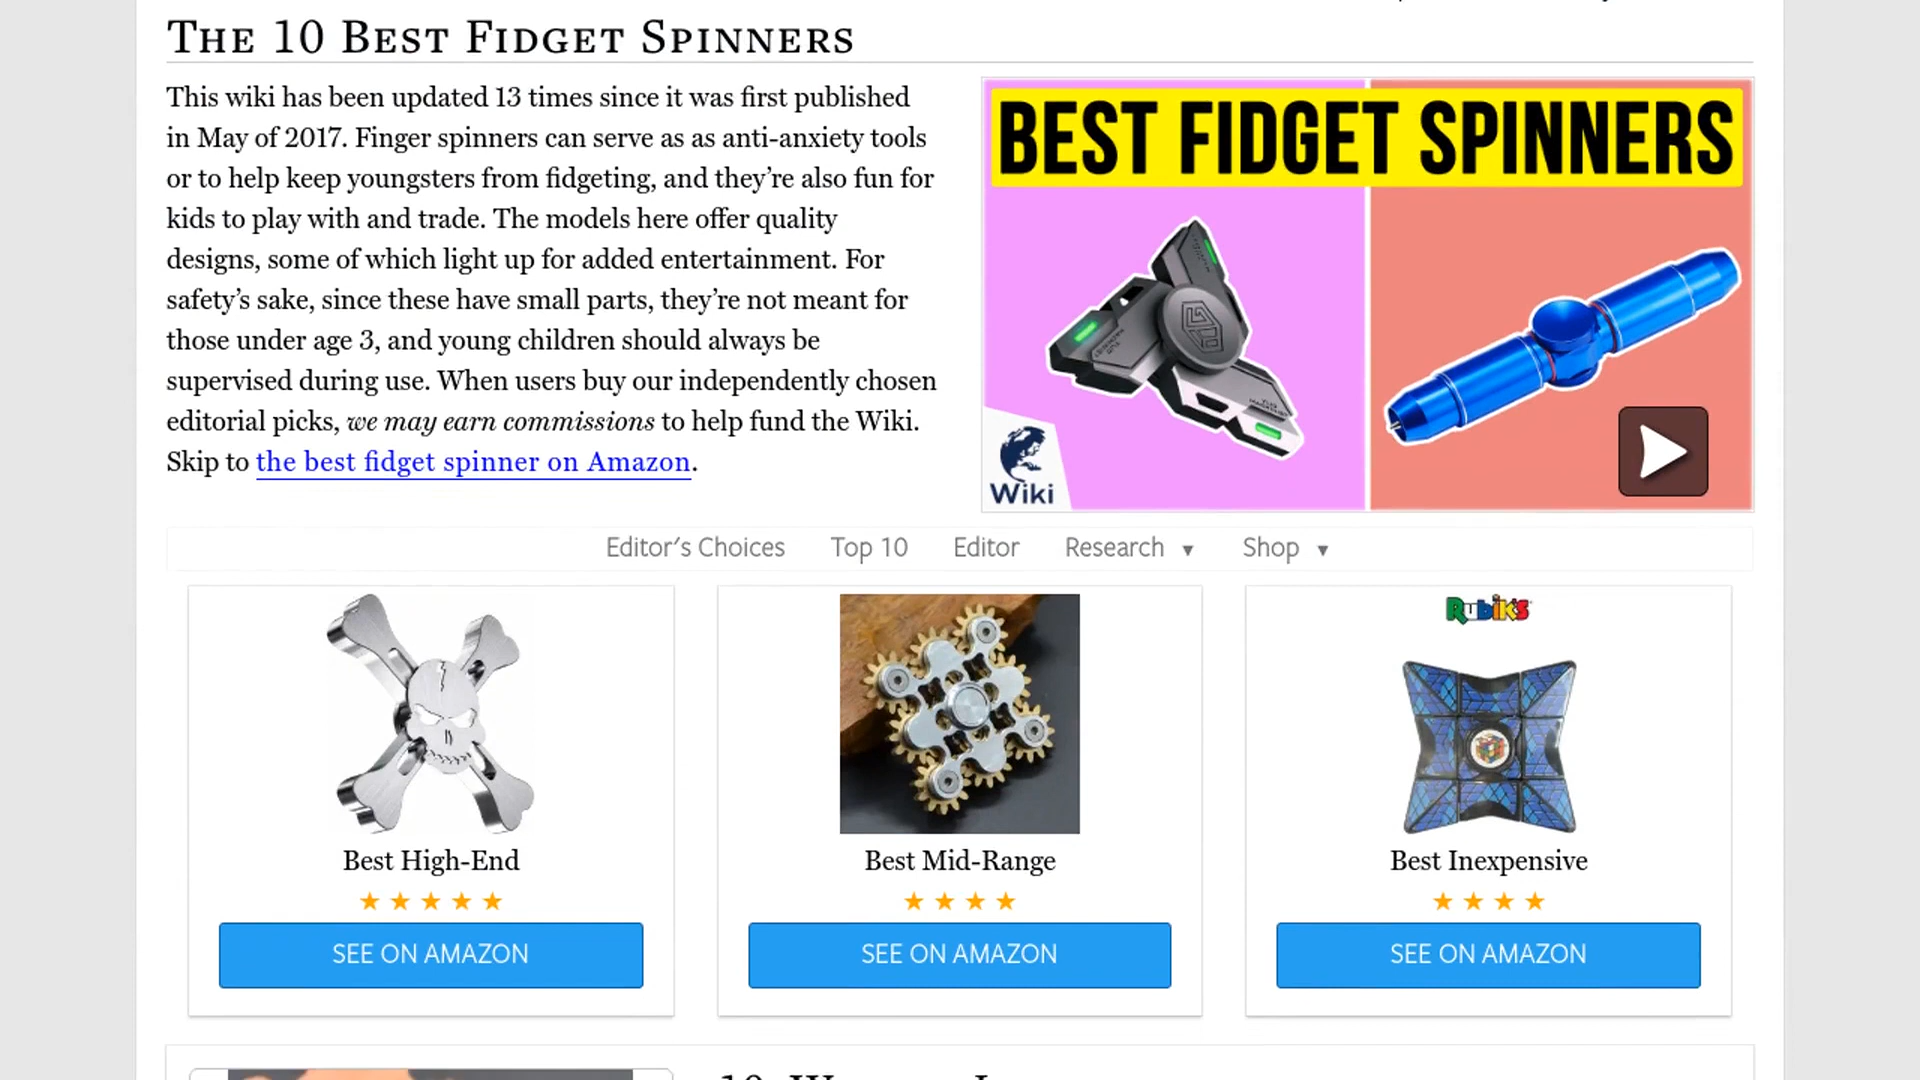 The 10 Best Fidget Spinners
This wiki has been updated 13 times since it was first published
in May of 2017. Finger spinners can serve as as anti-anxiety tools
or to help keep youngsters from fidgeting, and they're also fun for
kids to play with and trade. The models here offer quality
designs, some of which light up for added entertainment. For
safety's sake, since these have small parts, they're not meant for
those under age 3, and young children should always be
supervised during use. When users buy our independently chosen
editorial picks, we may earn commissions to help fund the Wiki.
Skip to the best fidget spinner on Amazon.
BEST FIDGET SPINNERS
Wiki
Editor's Choices Top 10 Editor Research ▼ Shop ▼
Rubik's
Best High-End
Best Mid-Range
Best Inexpensive
SEE ON AMAZON
SEE ON AMAZON
SEE ON AMAZON